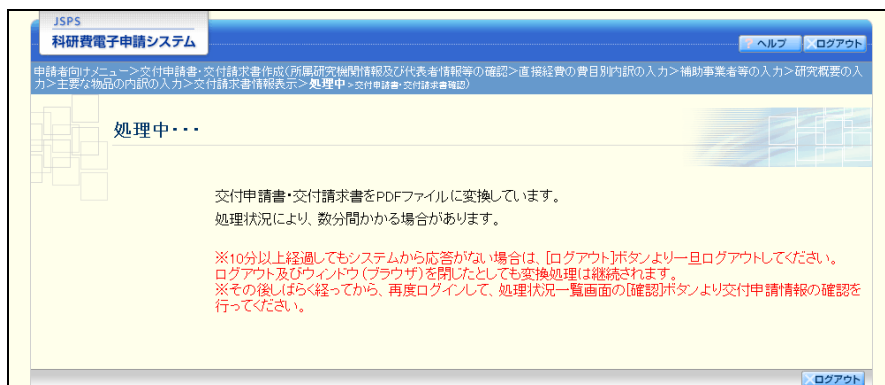 JSPS
科研費電子申請システム
ヘルプ
ログアウト
申請者向けメニュー>交付申請書・交付請求書作成(所属研究機関情報及び代表者情報等の確認>直接経費の費目別内訳の入力>補助事業者等の入力>研究概要の入
力>主要な物品の内訳の入力>交付請求書情報表示>処理中>交付申請書・交付請求書確認)
処理中・・・
交付申請書・交付請求書をPDFファイルに変換しています。
処理状況により、数分間かかる場合があります。
※10分以上経過してもシステムから応答がない場合は、[ログアウト]ボタンより一旦ログアウトしてください。
ログアウト及びウィンドウ(ブラウザ)を閉じたとしても変換処理は継続されます。
※その後しばらく経ってから、再度ログインして、処理状況一覧画面の[確認]ボタンより交付申請情報の確認を
行ってください。
ログアウト